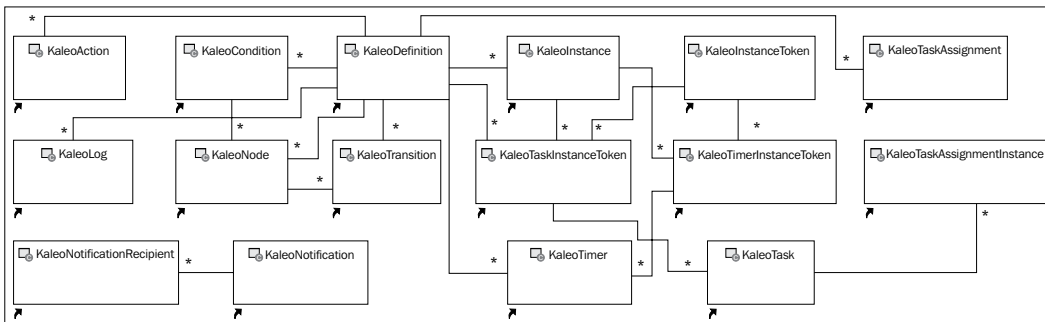 *
KaleoAction
KaleoCondition
KaleoDefinition
KaleoInstance
KaleoInstanceToken
KaleoTaskAssignment
*
*
*
*
*
*
*
*
*
*
*
KaleoLog
KaleoNode
KaleoTransition
KaleoTaskInstanceToken
KaleoTimerInstanceToken
KaleoTaskAssignmentInstance
*
*
*
KaleoNotificationRecipient
KaleoNotification
KaleoTimer
KaleoTask
*
*
*
*